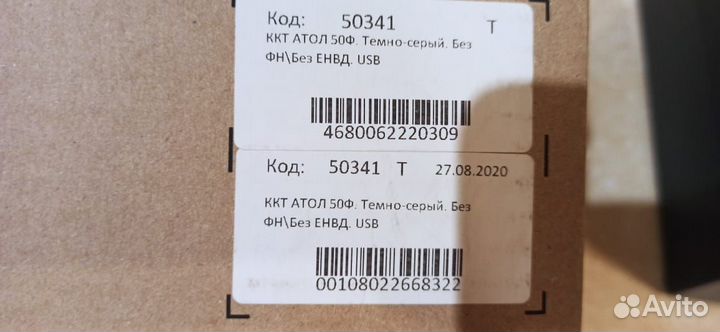 Код: 50341 Т
ККТ АТОЛ 50Ф. Темно-серый. Без
ФН\Без ЕНВД. USB
4680062220309
Код: 50341 Т 27.08.2020
ККТ АТОЛ 50Ф. Темно-серый. Без
ФН\Без ЕНВД. USB
00108022668322
Avito